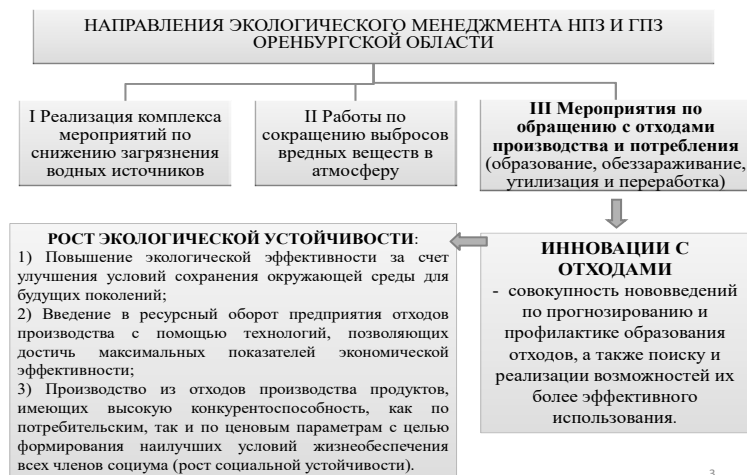 НАПРАВЛЕНИЯ ЭКОЛОГИЧЕСКОГО МЕНЕДЖМЕНТА НПЗ И ГПЗ
ОРЕНБУРГСКОЙ ОБЛАСТИ
I Реализация комплекса
мероприятий по
снижению загрязнения
водных источников
II Работы по
сокращению выбросов
вредных веществ в
атмосферу
III Мероприятия по
обращению с отходами
производства и потребления
(образование, обеззараживание,
утилизация и переработка)
РОСТ ЭКОЛОГИЧЕСКОЙ УСТОЙЧИВОСТИ:
1) Повышение экологической эффективности за счет
улучшения условий сохранения окружающей среды для
будущих поколений;
2) Введение в ресурсный оборот предприятия отходов
производства с помощью технологий, позволяющих
достичь максимальных показателей экономической
эффективности;
3) Производство из отходов производства продуктов,
имеющих высокую конкурентоспособность, как по
потребительским, так и по ценовым параметрам с целью
формирования наилучших условий жизнеобеспечения
всех членов социума (рост социальной устойчивости).
ИННОВАЦИИ С
ОТХОДАМИ
- совокупность нововведений
по прогнозированию и
профилактике образования
отходов, а также поиску и
реализации возможностей их
более эффективного
использования.
3